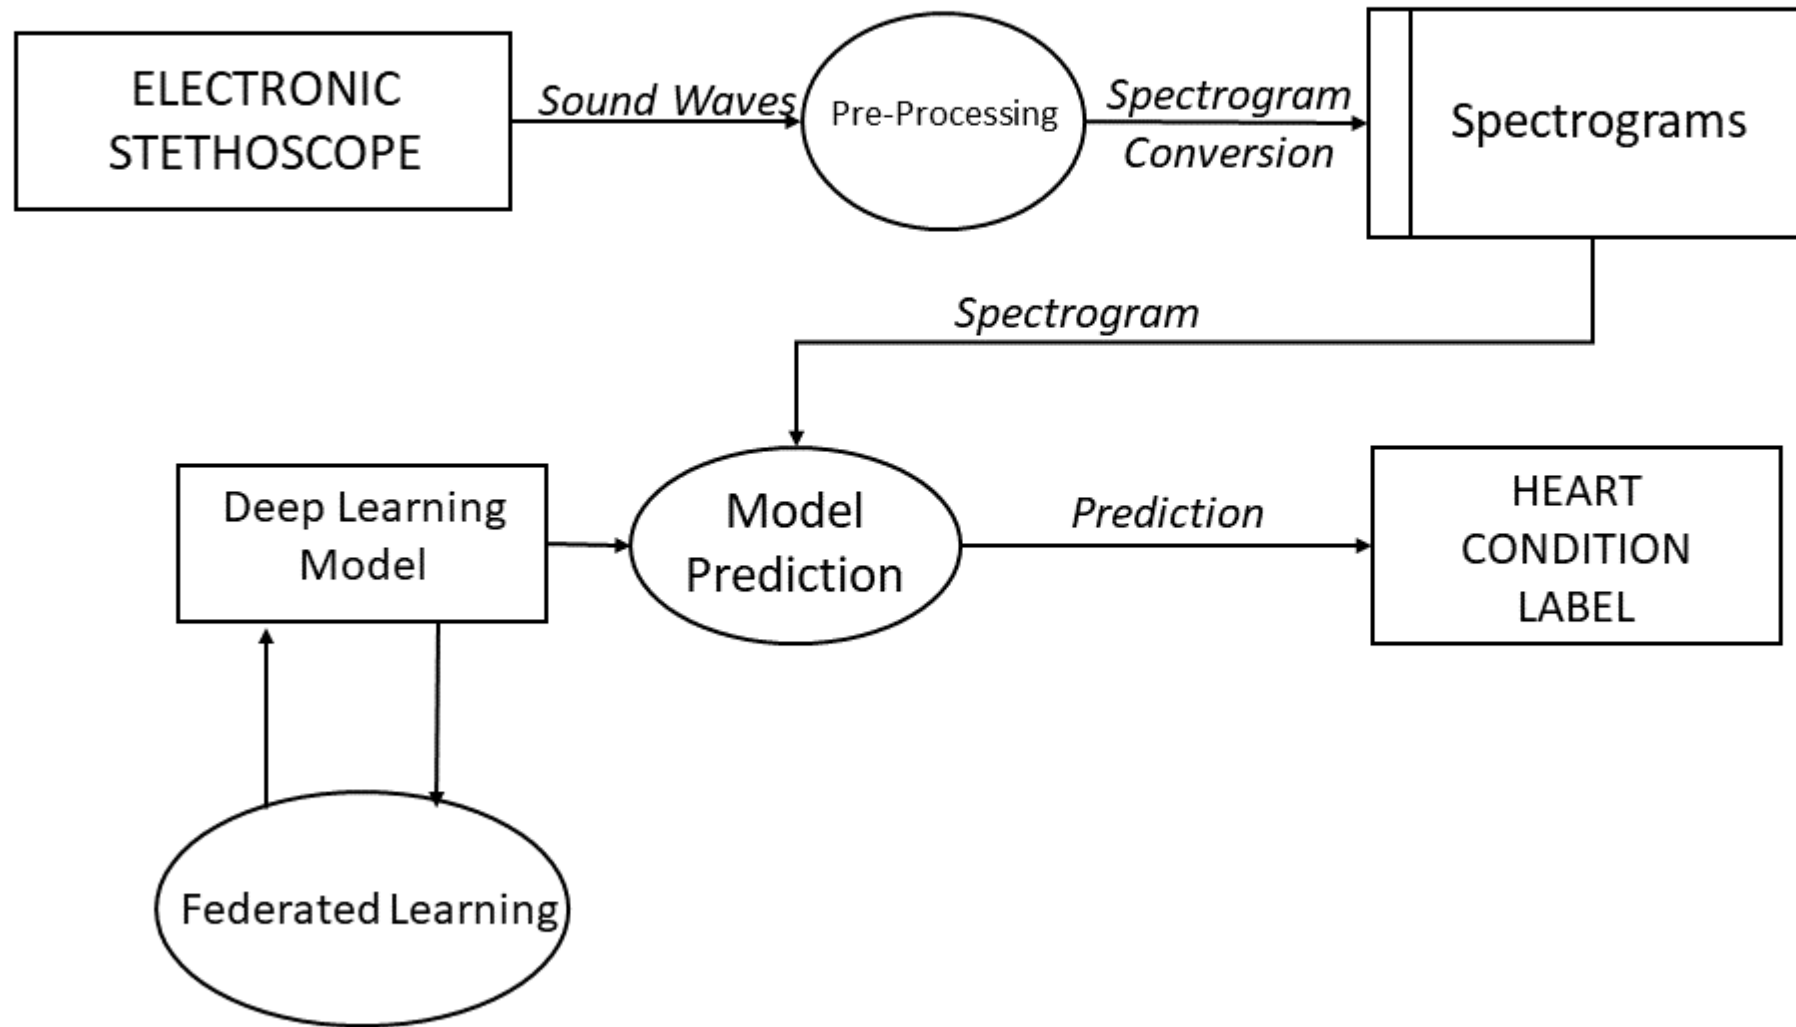 ELECTRONIC
STETHOSCOPE
Sound Waves
Pre-Processing
Spectrogram
Conversion
Spectrograms
Spectrogram
Deep Learning
Model
Model
Prediction
Prediction
HEART
CONDITION
LABEL
Federated Learning